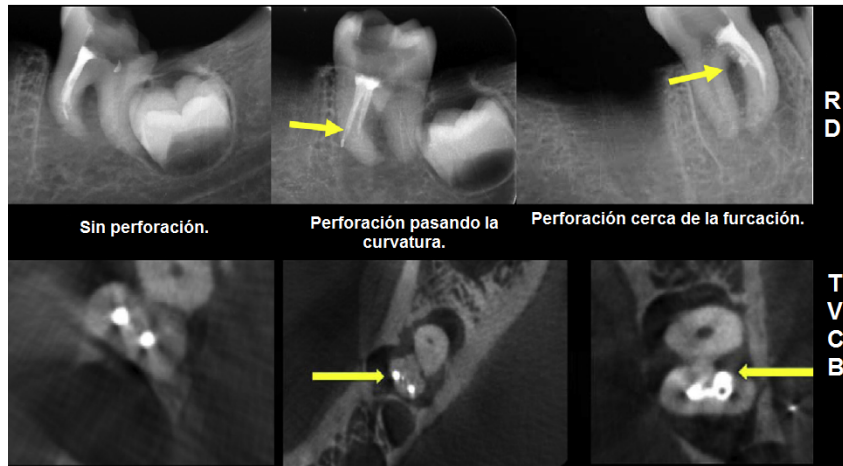 R
D
Sin perforación.
Perforación pasando la
curvatura.
Perforación cerca de la furcación.
T
V
C
B